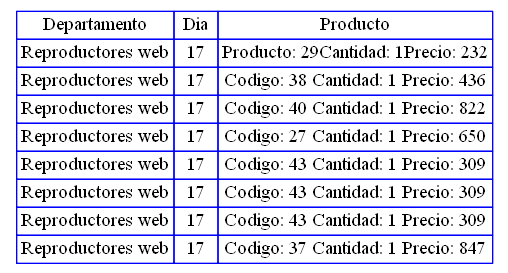 Departamento Dia Producto
Reproductores web 17 Producto: 29Cantidad: 1Precio: 232
Reproductores web 17 Codigo: 38 Cantidad: 1 Precio: 436
Reproductores web 17 Codigo: 40 Cantidad: 1 Precio: 822
Reproductores web 17 Codigo: 27 Cantidad: 1 Precio: 650
Reproductores web 17 Codigo: 43 Cantidad: 1 Precio: 309
Reproductores web 17 Codigo: 43 Cantidad: 1 Precio: 309
Reproductores web 17 Codigo: 43 Cantidad: 1 Precio: 309
Reproductores web 17 Codigo: 37 Cantidad: 1 Precio: 847